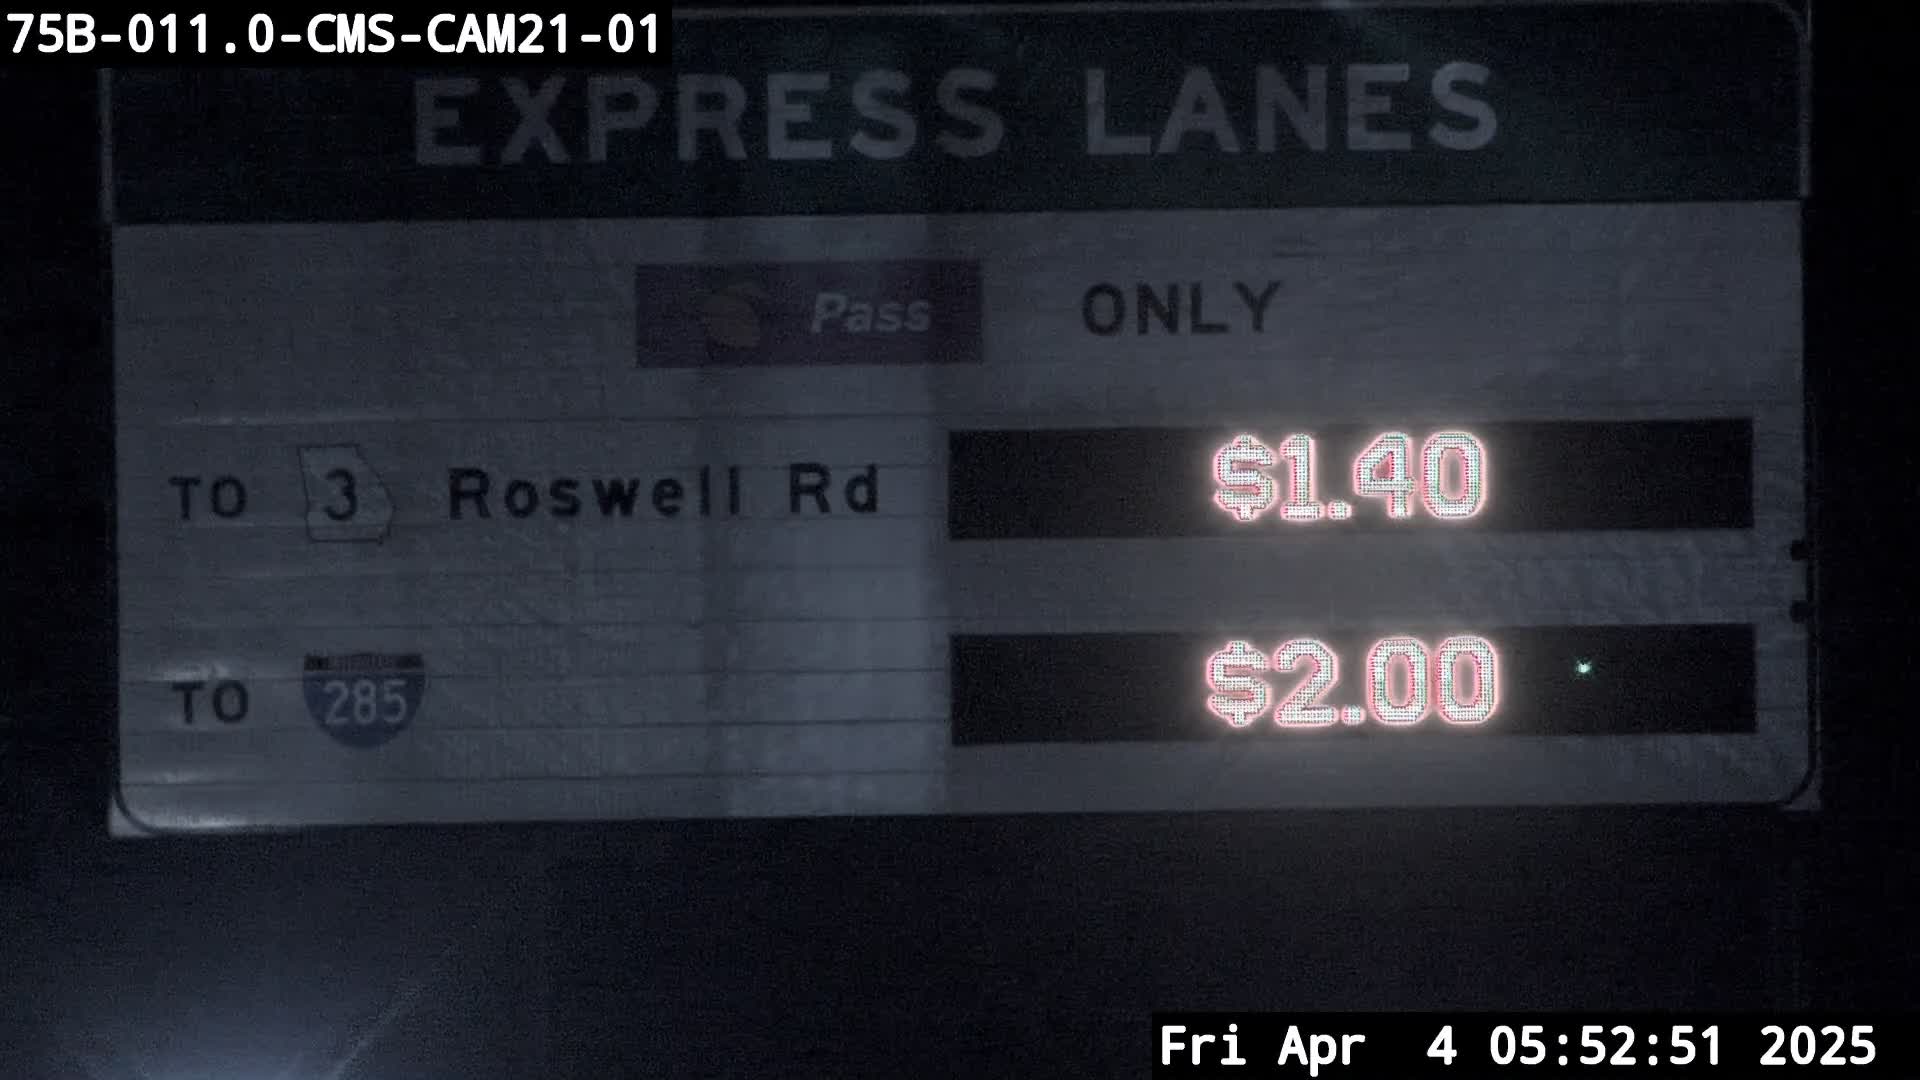 75B-011.0-CMS-CAM21-01
EXPRESS LANES
Pass ONLY
TO 3 Roswell Rd $1.40
TO 285 $2.00
Fri Apr 4 05:52:51 2025